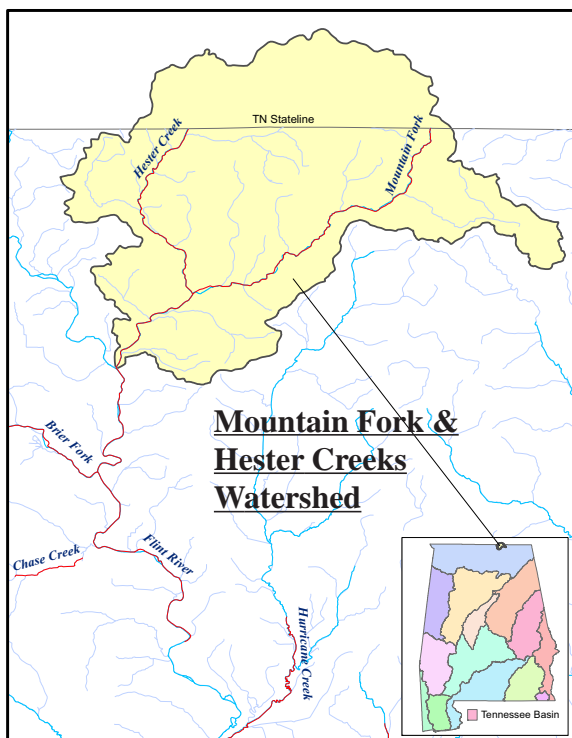 TN Stateline
Hester Creek
Mountain Fork
Mountain Fork &
Hester Creeks
Watershed
Brier Fork
Chase Creek
Flint River
Hurricane Creek
Tennessee Basin